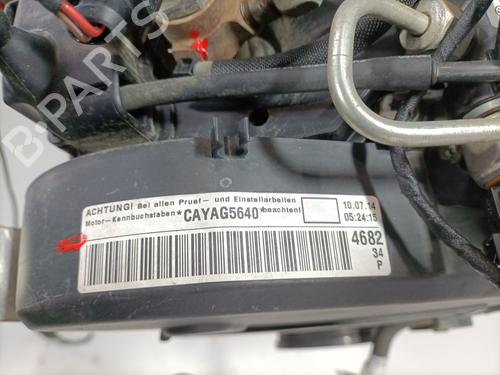 ACHTUNG! Bei allen Pruef- und Einstellarbeiten
Motor-Kennbuchstaben *CAYAG5640* beachten!
10.07.14
05:24:15
4682
34
P
B-PARTS